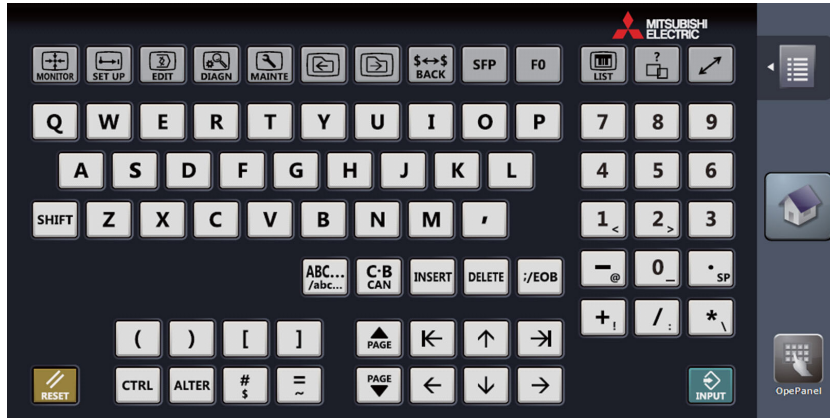 MITSUBISHI
ELECTRIC
MONITOR SET UP EDIT DIAGN MAINTE $↔$ BACK SFP F0 LIST ?
Q W E R T Y U I O P 7 8 9
A S D F G H J K L 4 5 6
SHIFT Z X C V B N M ' 1 < 2 > 3
ABC... /abc... C·B CAN INSERT DELETE ;/EOB − @ 0 _ · SP
( ) [ ] PAGE + ! / : * \
RESET CTRL ALTER # $ = ~ PAGE INPUT
OpePanel